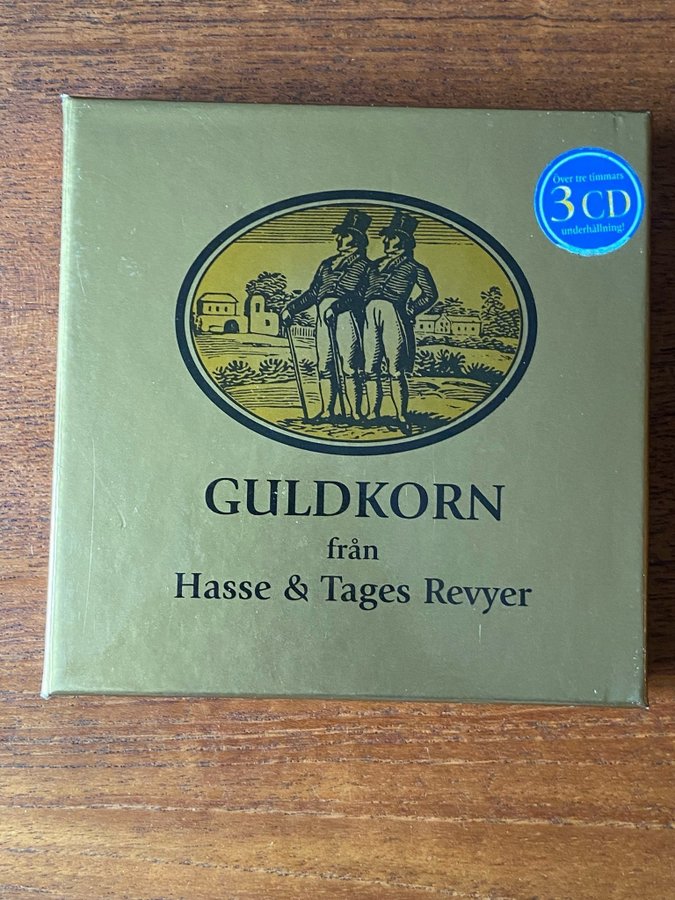 Över tre timmars
3 CD
underhållning!
GULDKORN
från
Hasse & Tages Revyer